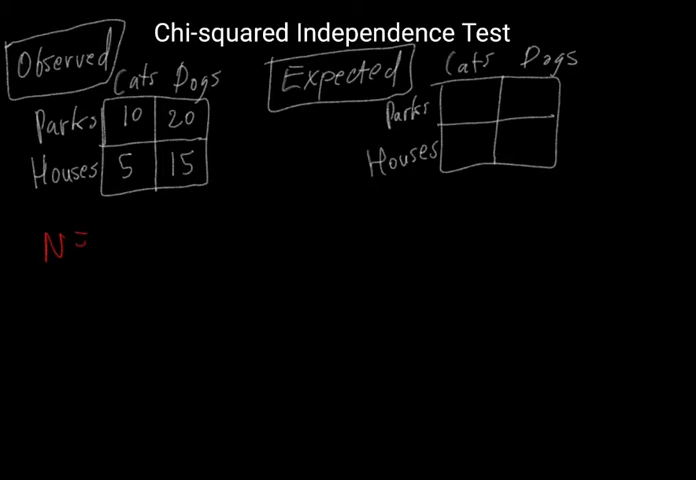 Chi-squared Independence Test
Observed
Cats Dogs
Parks 10 20
Houses 5 15
Expected
Cats Dogs
Parks
Houses
N =